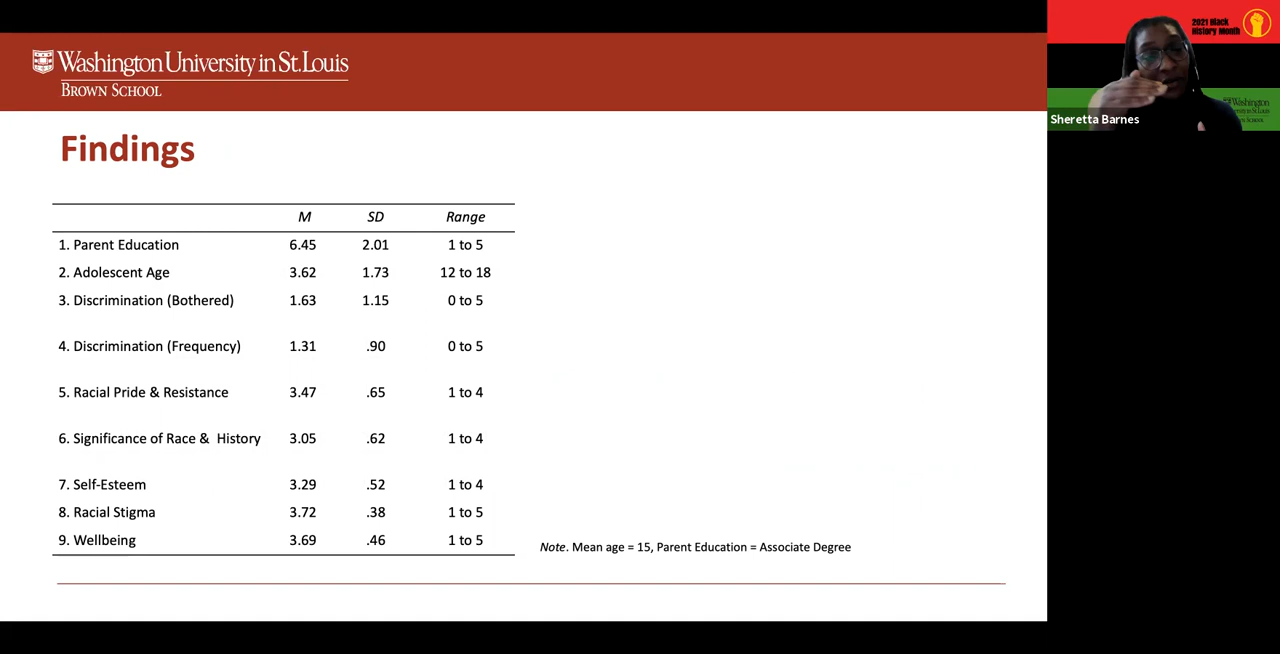 Washington University in St. Louis
BROWN SCHOOL
Findings
M SD Range
1. Parent Education 6.45 2.01 1 to 5
2. Adolescent Age 3.62 1.73 12 to 18
3. Discrimination (Bothered) 1.63 1.15 0 to 5
4. Discrimination (Frequency) 1.31 .90 0 to 5
5. Racial Pride & Resistance 3.47 .65 1 to 4
6. Significance of Race & History 3.05 .62 1 to 4
7. Self-Esteem 3.29 .52 1 to 4
8. Racial Stigma 3.72 .38 1 to 5
9. Wellbeing 3.69 .46 1 to 5
Note. Mean age = 15, Parent Education = Associate Degree
2021 Black
History Month
Washington
Sheretta Barnes